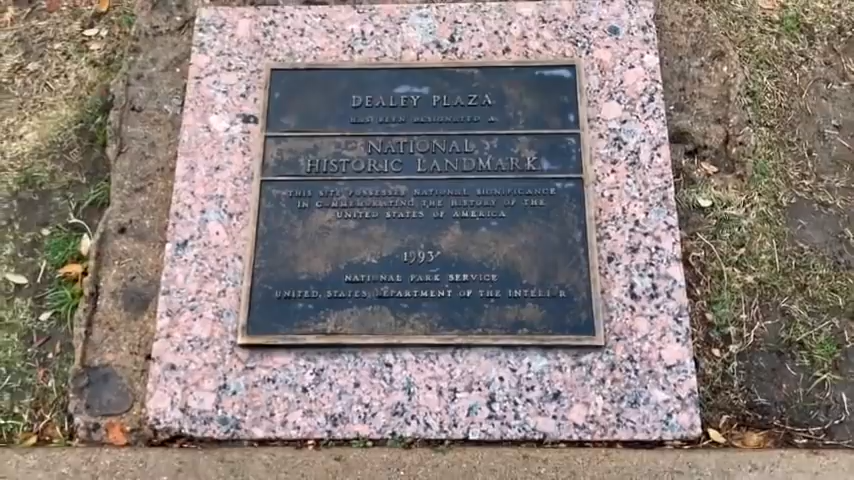 DEALEY PLAZA
HAS BEEN DESIGNATED A
NATIONAL
HISTORIC LANDMARK
THIS SITE POSSESSES NATIONAL SIGNIFICANCE
IN COMMEMORATING THE HISTORY OF THE
UNITED STATES OF AMERICA
1993
NATIONAL PARK SERVICE
UNITED STATES DEPARTMENT OF THE INTERIOR